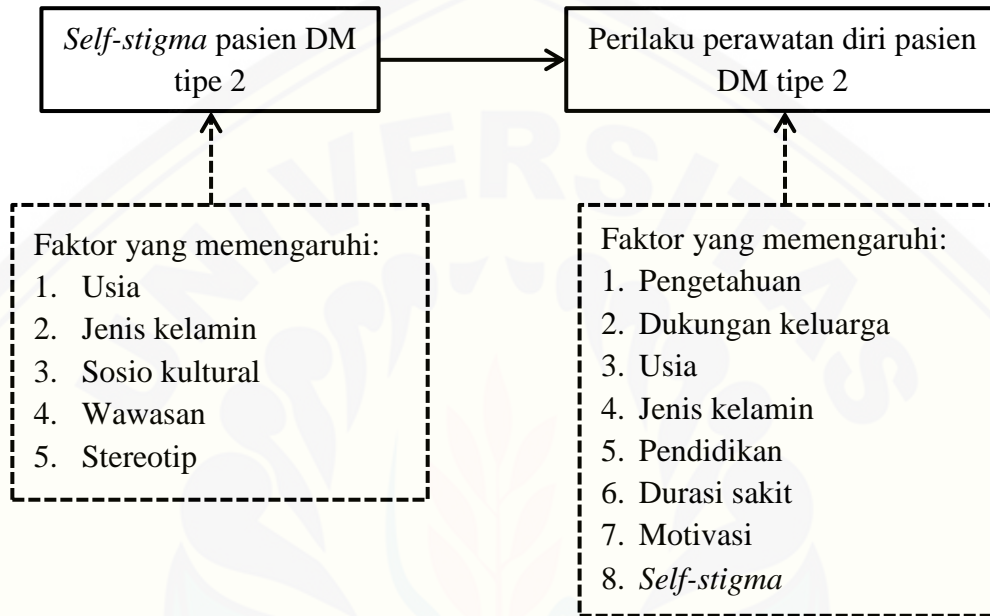 Self-stigma pasien DM
tipe 2
Perilaku perawatan diri pasien
DM tipe 2
Faktor yang memengaruhi:
1. Usia
2. Jenis kelamin
3. Sosio kultural
4. Wawasan
5. Stereotip
Faktor yang memengaruhi:
1. Pengetahuan
2. Dukungan keluarga
3. Usia
4. Jenis kelamin
5. Pendidikan
6. Durasi sakit
7. Motivasi
8. Self-stigma
UNIVERSITAS